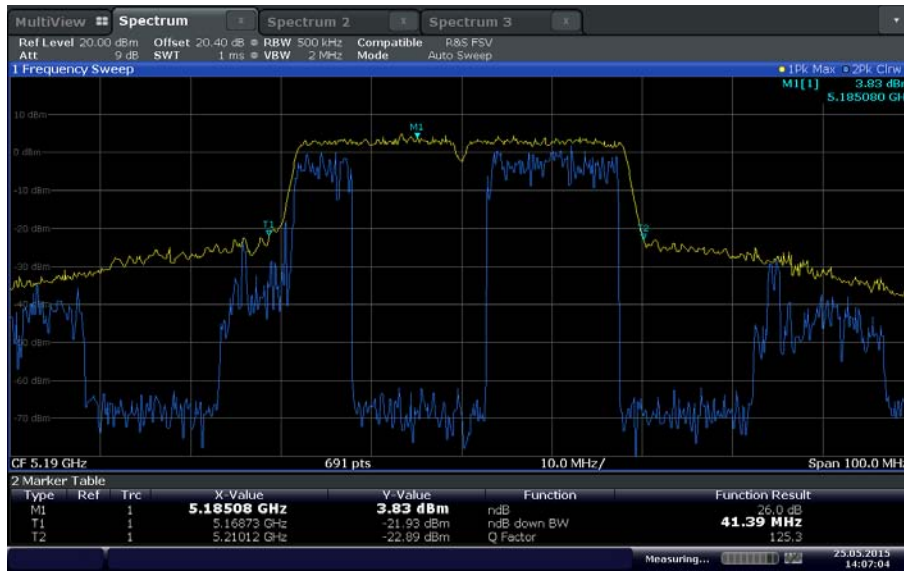 MultiView Spectrum x Spectrum 2 x Spectrum 3 x
Ref Level 20.00 dBm Offset 20.40 dB RBW 500 kHz Compatible R&S FSV
Att 9 dB SWT 1 ms VBW 2 MHz Mode Auto Sweep
1 Frequency Sweep 1Pk Max 2Pk Clrw
M1[1] 3.83 dB
5.185080 GH
10 dBm
M1
0 dBm
-10 dBm
-20 dBm
T1
T2
-30 dBm
-40 dBm
-50 dBm
-60 dBm
-70 dBm
CF 5.19 GHz 691 pts 10.0 MHz/ Span 100.0 MH
2 Marker Table
Type Ref Trc X-Value Y-Value Function Function Result
M1 1 5.18508 GHz 3.83 dBm ndB 26.0 dB
T1 1 5.16873 GHz -21.93 dBm ndB down BW 41.39 MHz
T2 1 5.21012 GHz -22.89 dBm Q Factor 125.3
Measuring... 25.05.2015
14:07:04